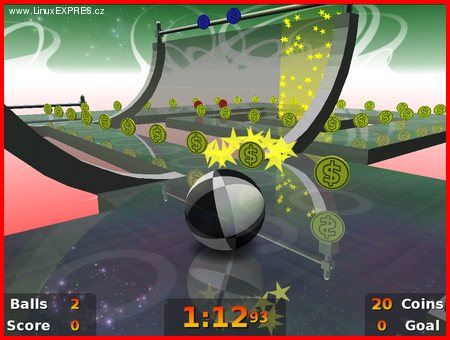 www.LinuxEXPRES.cz
Balls 2
Score 0
1:12 93
20 Coins
0 Goal